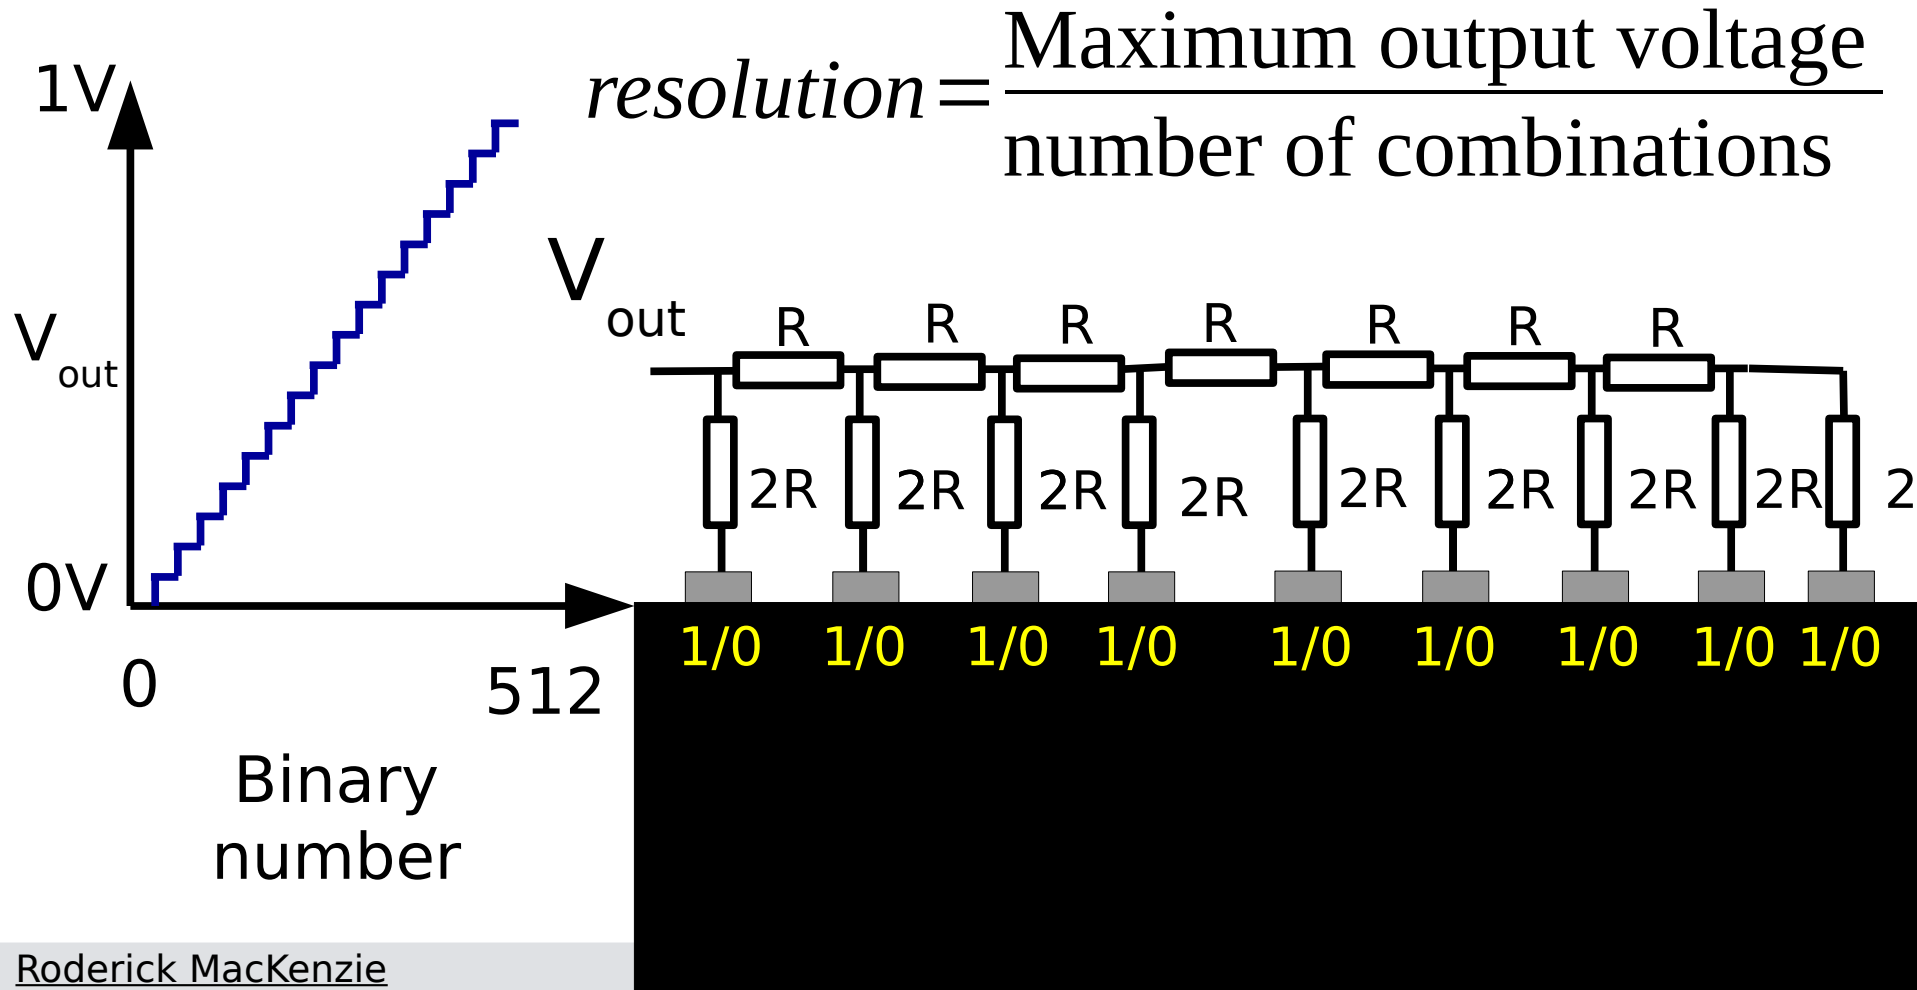 1V
resolution = Maximum output voltage
number of combinations
V out
R R R R R R R
V out
2R 2R 2R 2R 2R 2R 2R 2R 2
0V
1/0 1/0 1/0 1/0 1/0 1/0 1/0 1/0 1/0
0 512
Binary
number
Roderick MacKenzie